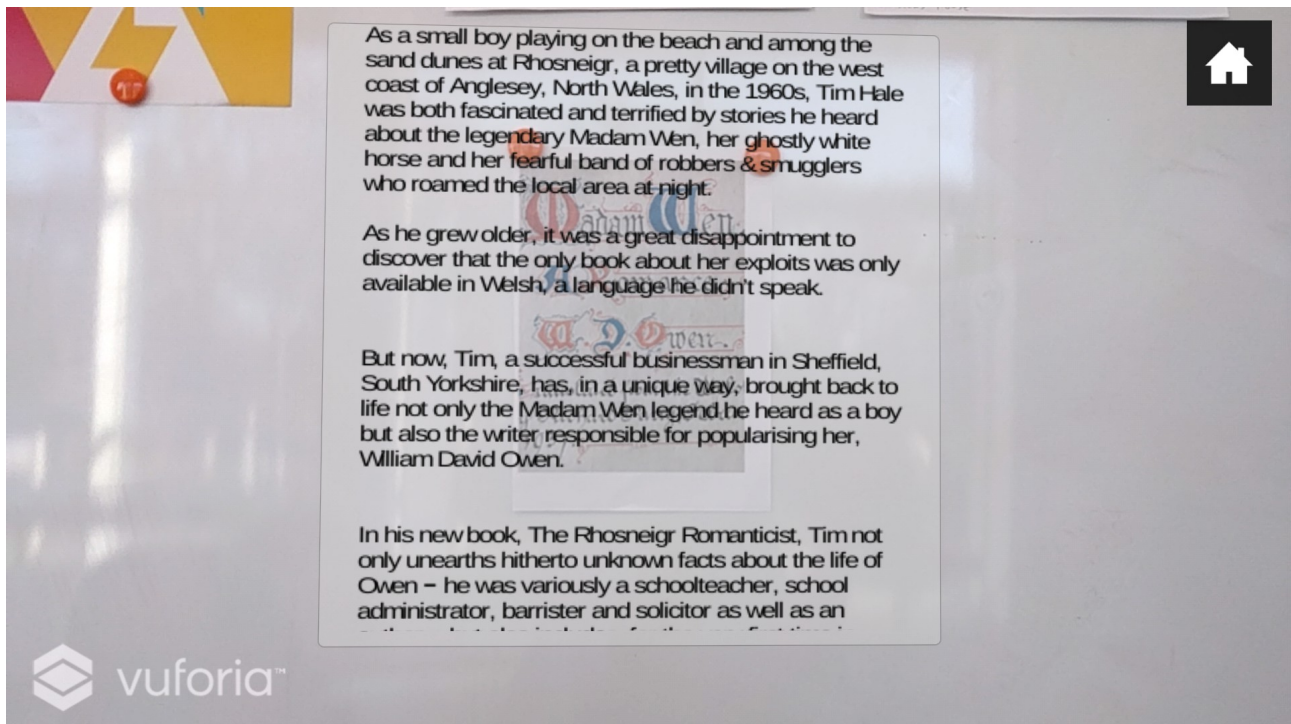 As a small boy playing on the beach and among the
sand dunes at Rhosneigr, a pretty village on the west
coast of Anglesey, North Wales, in the 1960s, Tim Hale
was both fascinated and terrified by stories he heard
about the legendary Madam Wen, her ghostly white
horse and her fearful band of robbers & smugglers
who roamed the local area at night.
Madam Wen
As he grew older, it was a great disappointment to
discover that the only book about her exploits was only
available in Welsh, a language he didn't speak.
A Romance
W. D. Owen.
But now, Tim, a successful businessman in Sheffield,
South Yorkshire, has, in a unique way, brought back to
life not only the Madam Wen legend he heard as a boy
but also the writer responsible for popularising her,
William David Owen.
In his new book, The Rhosneigr Romanticist, Tim not
only unearths hitherto unknown facts about the life of
Owen – he was variously a schoolteacher, school
administrator, barrister and solicitor as well as an
vuforia™